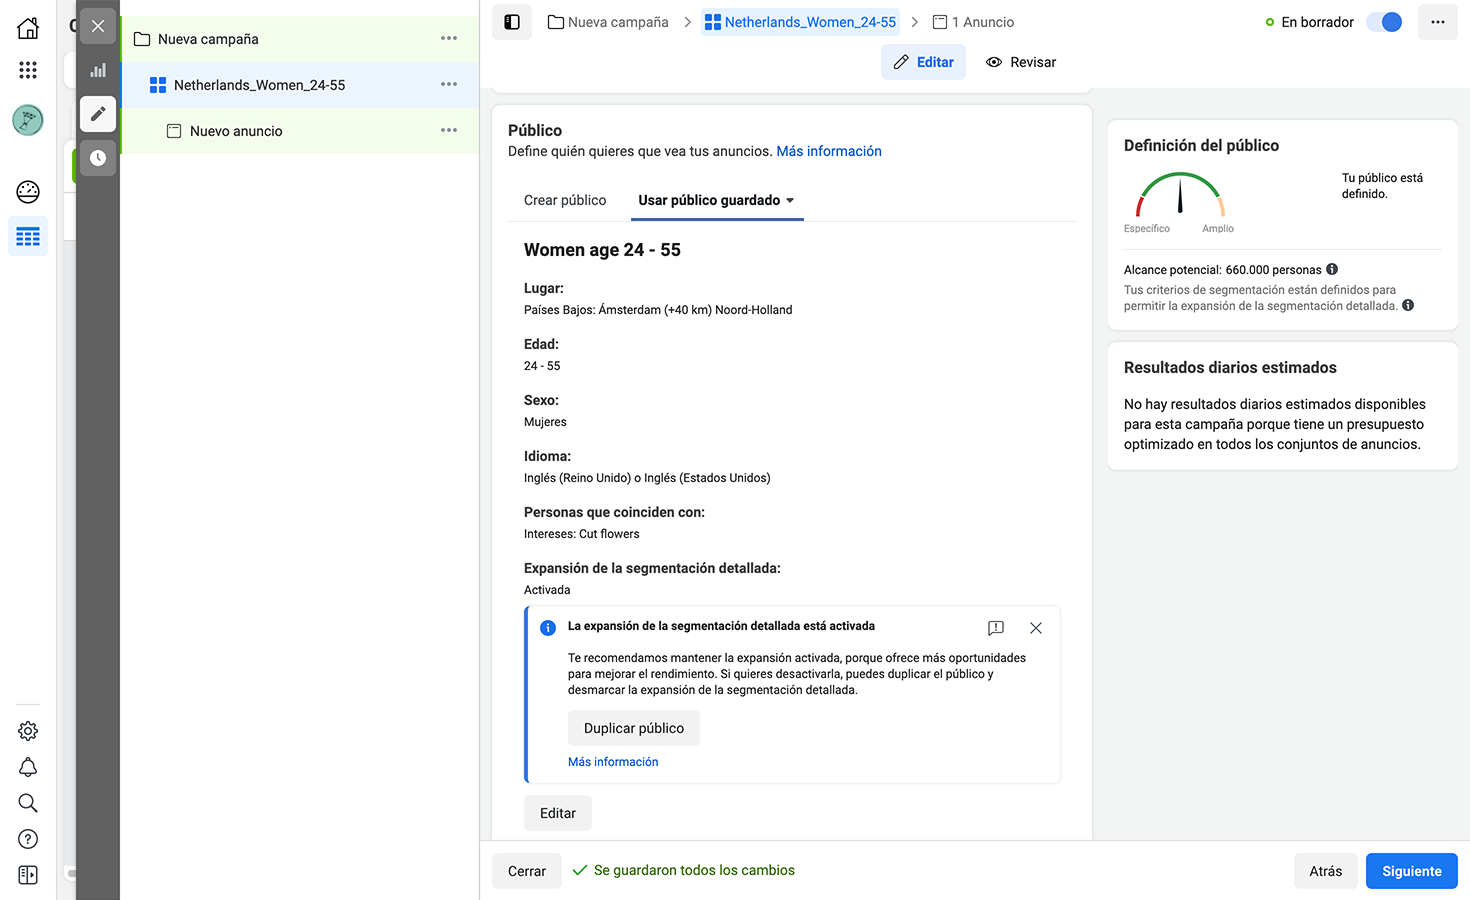 Nueva campaña
Netherlands_Women_24-55
Nuevo anuncio
Nueva campaña
Netherlands_Women_24-55
1 Anuncio
En borrador
Editar
Revisar
Público
Define quién quieres que vea tus anuncios. Más información
Crear público
Usar público guardado
Women age 24 - 55
Lugar:
Países Bajos: Ámsterdam (+40 km) Noord-Holland
Edad:
24 - 55
Sexo:
Mujeres
Idioma:
Inglés (Reino Unido) o Inglés (Estados Unidos)
Personas que coinciden con:
Intereses: Cut flowers
Expansión de la segmentación detallada:
Activada
La expansión de la segmentación detallada está activada
Te recomendamos mantener la expansión activada, porque ofrece más oportunidades
para mejorar el rendimiento. Si quieres desactivarla, puedes duplicar el público y
desmarcar la expansión de la segmentación detallada.
Duplicar público
Más información
Editar
Definición del público
Tu público está
definido.
Específico
Amplio
Alcance potencial: 660.000 personas
Tus criterios de segmentación están definidos para
permitir la expansión de la segmentación detallada.
Resultados diarios estimados
No hay resultados diarios estimados disponibles
para esta campaña porque tiene un presupuesto
optimizado en todos los conjuntos de anuncios.
Cerrar
Se guardaron todos los cambios
Atrás
Siguiente